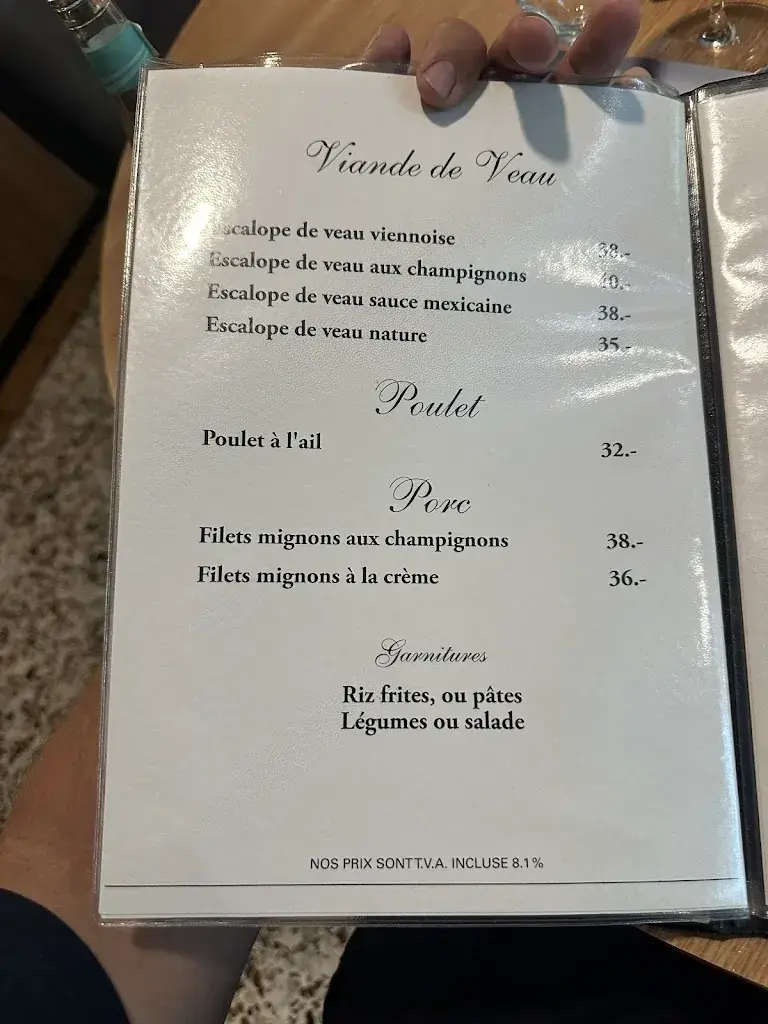 Viande de Veau
Escalope de veau viennoise 38.-
Escalope de veau aux champignons 40.-
Escalope de veau sauce mexicaine 38.-
Escalope de veau nature 35.-
Poulet
Poulet à l'ail 32.-
Porc
Filets mignons aux champignons 38.-
Filets mignons à la crème 36.-
Garnitures
Riz frites, ou pâtes
Légumes ou salade
NOS PRIX SONT T.V.A. INCLUSE 8.1%